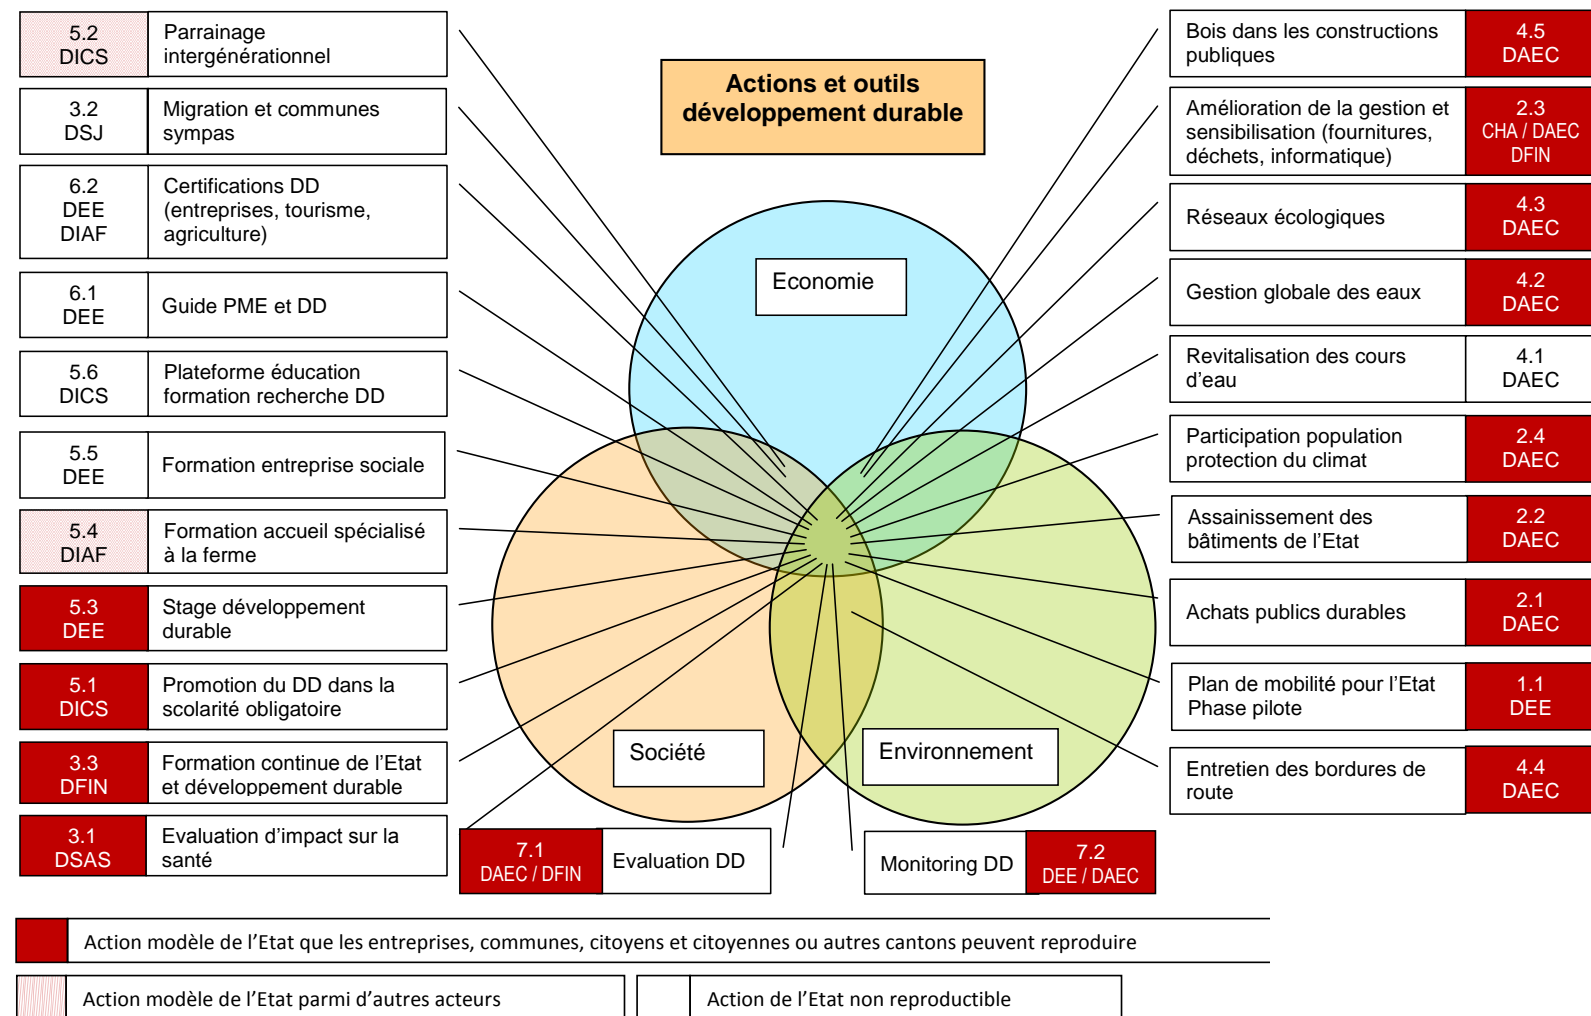 Actions et outils
développement durable
5.2
DICS
Parrainage
intergénérationnel
3.2
DSJ
Migration et communes
sympas
6.2
DEE
DIAF
Certifications DD
(entreprises, tourisme,
agriculture)
6.1
DEE
Guide PME et DD
5.6
DICS
Plateforme éducation
formation recherche DD
5.5
DEE
Formation entreprise sociale
5.4
DIAF
Formation accueil spécialisé
à la ferme
5.3
DEE
Stage développement
durable
5.1
DICS
Promotion du DD dans la
scolarité obligatoire
3.3
DFIN
Formation continue de l’Etat
et développement durable
3.1
DSAS
Evaluation d’impact sur la
santé
Economie
Société
Environnement
7.1
DAEC / DFIN
Evaluation DD
Monitoring DD
7.2
DEE / DAEC
Bois dans les constructions
publiques
4.5
DAEC
Amélioration de la gestion et
sensibilisation (fournitures,
déchets, informatique)
2.3
CHA / DAEC
DFIN
Réseaux écologiques
4.3
DAEC
Gestion globale des eaux
4.2
DAEC
Revitalisation des cours
d’eau
4.1
DAEC
Participation population
protection du climat
2.4
DAEC
Assainissement des
bâtiments de l’Etat
2.2
DAEC
Achats publics durables
2.1
DAEC
Plan de mobilité pour l’Etat
Phase pilote
1.1
DEE
Entretien des bordures de
route
4.4
DAEC
Action modèle de l’Etat que les entreprises, communes, citoyens et citoyennes ou autres cantons peuvent reproduire
Action modèle de l’Etat parmi d’autres acteurs
Action de l’Etat non reproductible